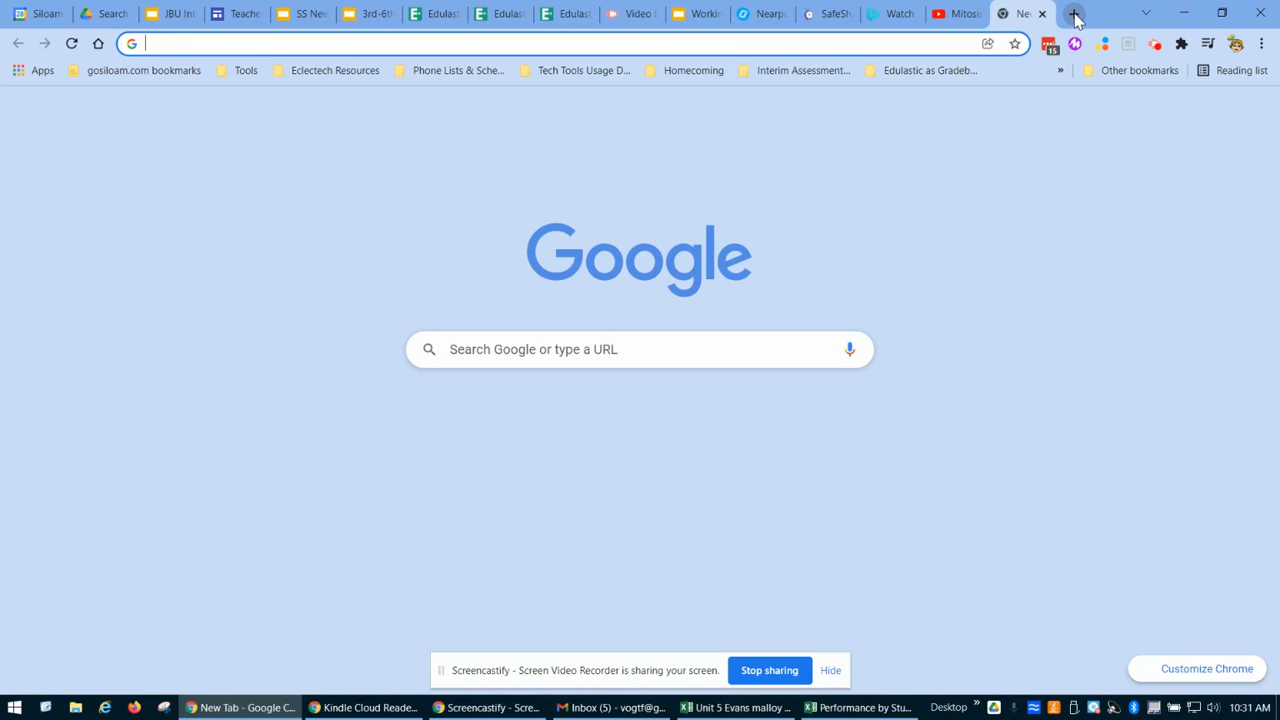 Siloam Search JBU Int Teache SS New 3rd-6th Edulast Edulast Edulast Video D Workin Nearpo SafeSh Watch Mitosis Ne
15
Apps gosiloam.com bookmarks Tools Eclectech Resources Phone Lists & Sche... Tech Tools Usage D... Homecoming Interim Assessment... Edulastic as Gradeb... » Other bookmarks Reading list
Google
Search Google or type a URL
Screencastify - Screen Video Recorder is sharing your screen. Stop sharing Hide
Customize Chrome
New Tab - Google C... Kindle Cloud Reade... Screencastify - Scre... Inbox (5) - vogtf@g... Unit 5 Evans malloy ... Performance by Stu... Desktop » 10:31 AM